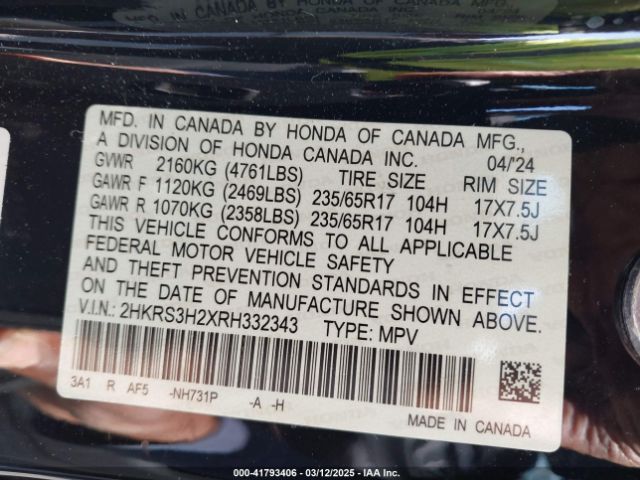 MFD. IN CANADA BY HONDA OF CANADA MFG.,
A DIVISION OF HONDA CANADA INC. 04/'24
GVWR 2160KG (4761LBS) TIRE SIZE RIM SIZE
GAWR F 1120KG (2469LBS) 235/65R17 104H 17X7.5J
GAWR R 1070KG (2358LBS) 235/65R17 104H 17X7.5J
THIS VEHICLE CONFORMS TO ALL APPLICABLE
FEDERAL MOTOR VEHICLE SAFETY
AND THEFT PREVENTION STANDARDS IN EFFECT
ON THE DATE OF MANUFACTURE SHOWN ABOVE.
V.I.N.: 2HKRS3H2XRH332343 TYPE: MPV
3A1 R AF5 -NH731P -A -H
MADE IN CANADA
000-41793406 - 03/12/2025 - IAA Inc.